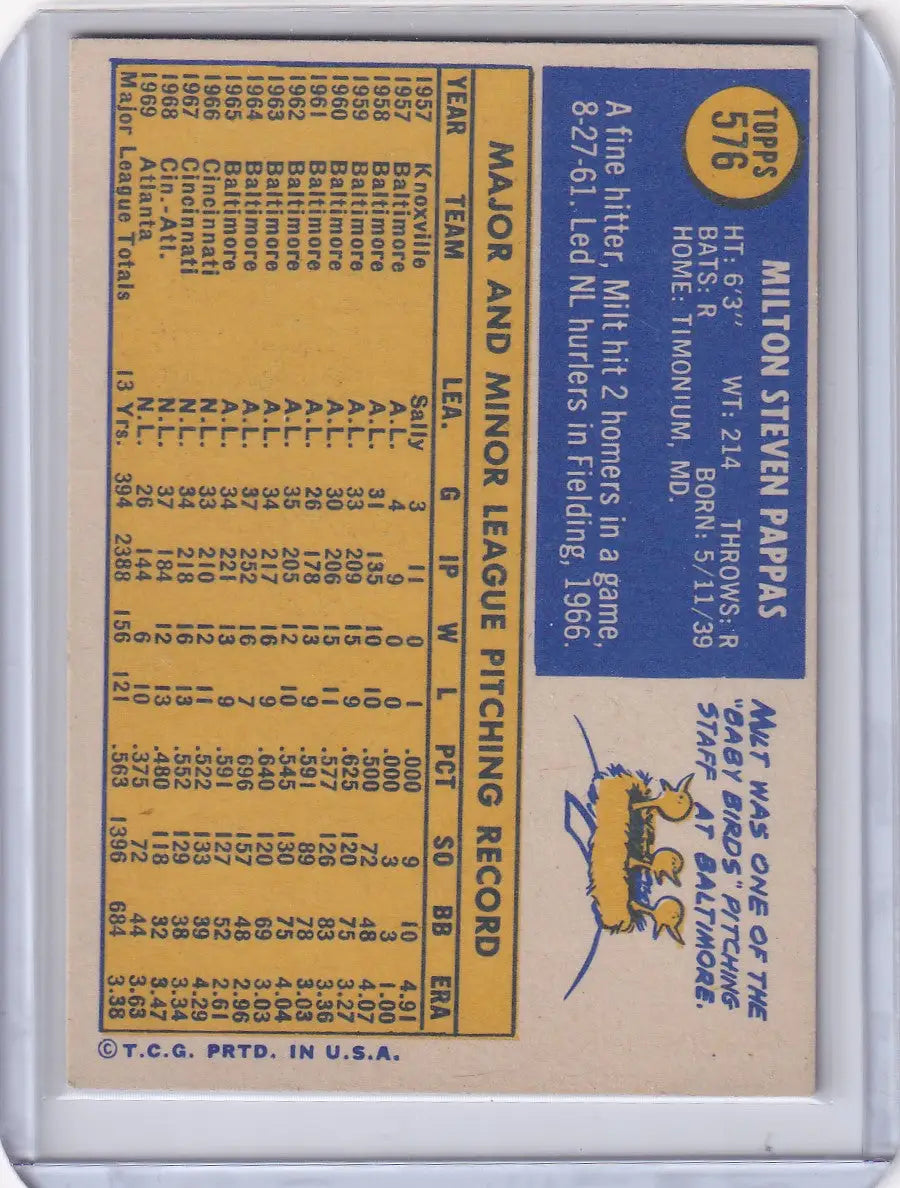 TOPPS
576
MILTON STEVEN PAPPAS
HT: 6'3" WT: 214 THROWS: R
BATS: R BORN: 5/11/39
HOME: TIMONIUM, MD.
A fine hitter, Milt hit 2 homers in a game,
8-27-61. Led NL hurlers in Fielding, 1966.
MILT WAS ONE OF THE
"BABY BIRDS" PITCHING
STAFF AT BALTIMORE.
MAJOR AND MINOR LEAGUE PITCHING RECORD
YEAR TEAM LEA. G IP W L PCT SO BB ERA
1957 Knoxville Sally 3 11 0 1 .000 9 10 4.91
1957 Baltimore A.L. 4 9 0 0 .000 3 3 1.00
1958 Baltimore A.L. 31 135 10 10 .500 72 48 4.07
1959 Baltimore A.L. 33 209 15 9 .625 120 75 3.27
1960 Baltimore A.L. 30 206 15 11 .577 126 83 3.36
1961 Baltimore A.L. 26 178 13 9 .591 89 78 3.03
1962 Baltimore A.L. 35 205 12 10 .545 130 75 4.04
1963 Baltimore A.L. 34 217 16 9 .640 120 69 3.03
1964 Baltimore A.L. 37 252 16 7 .696 157 48 2.96
1965 Baltimore A.L. 34 221 13 9 .591 127 52 2.61
1966 Cincinnati N.L. 33 210 12 11 .522 133 39 4.29
1967 Cincinnati N.L. 34 218 16 13 .552 129 38 3.34
1968 Cin.-Atl. N.L. 37 184 12 13 .480 118 32 3.47
1969 Atlanta N.L. 26 144 6 10 .375 72 44 3.63
Major League Totals 13 Yrs. 394 2388 156 121 .563 1396 684 3.38
© T.C.G. PRTD. IN U.S.A.